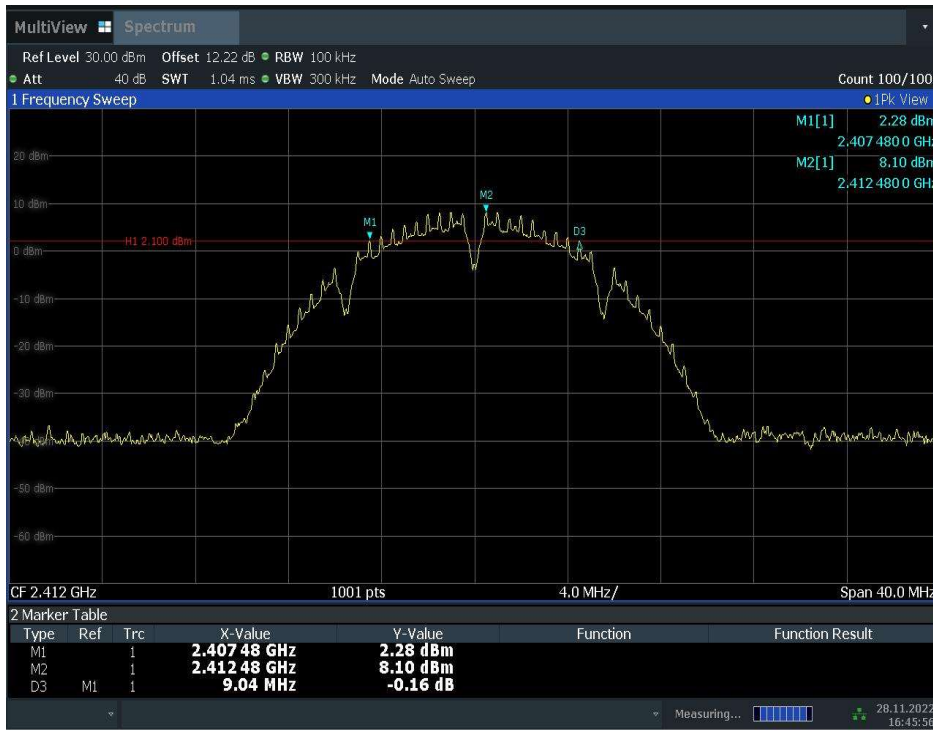 MultiView Spectrum
Ref Level 30.00 dBm Offset 12.22 dB RBW 100 kHz
Att 40 dB SWT 1.04 ms VBW 300 kHz Mode Auto Sweep Count 100/100
1 Frequency Sweep 1Pk View
M1[1] 2.28 dBm
2.407 480 0 GHz
M2[1] 8.10 dBm
2.412 480 0 GHz
20 dBm
10 dBm
M2
M1
D3
H1 2.100 dBm
0 dBm
-10 dBm
-20 dBm
-30 dBm
-50 dBm
-60 dBm
CF 2.412 GHz 1001 pts 4.0 MHz/ Span 40.0 MHz
2 Marker Table
Type Ref Trc X-Value Y-Value Function Function Result
M1 1 2.407 48 GHz 2.28 dBm
M2 1 2.412 48 GHz 8.10 dBm
D3 M1 1 9.04 MHz -0.16 dB
Measuring... 28.11.2022
16:45:56